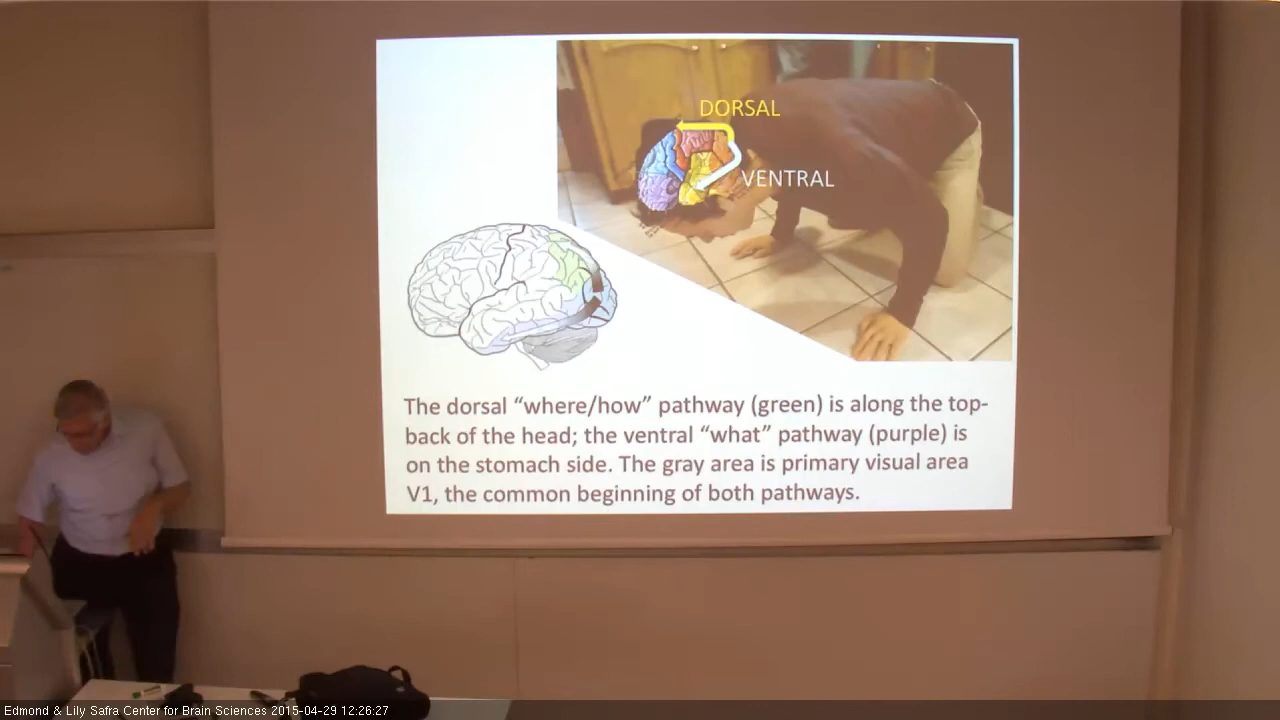 DORSAL
VENTRAL
The dorsal “where/how” pathway (green) is along the top-
back of the head; the ventral “what” pathway (purple) is
on the stomach side. The gray area is primary visual area
V1, the common beginning of both pathways.
Edmond & Lily Safra Center for Brain Sciences 2015-04-29 12:26:27